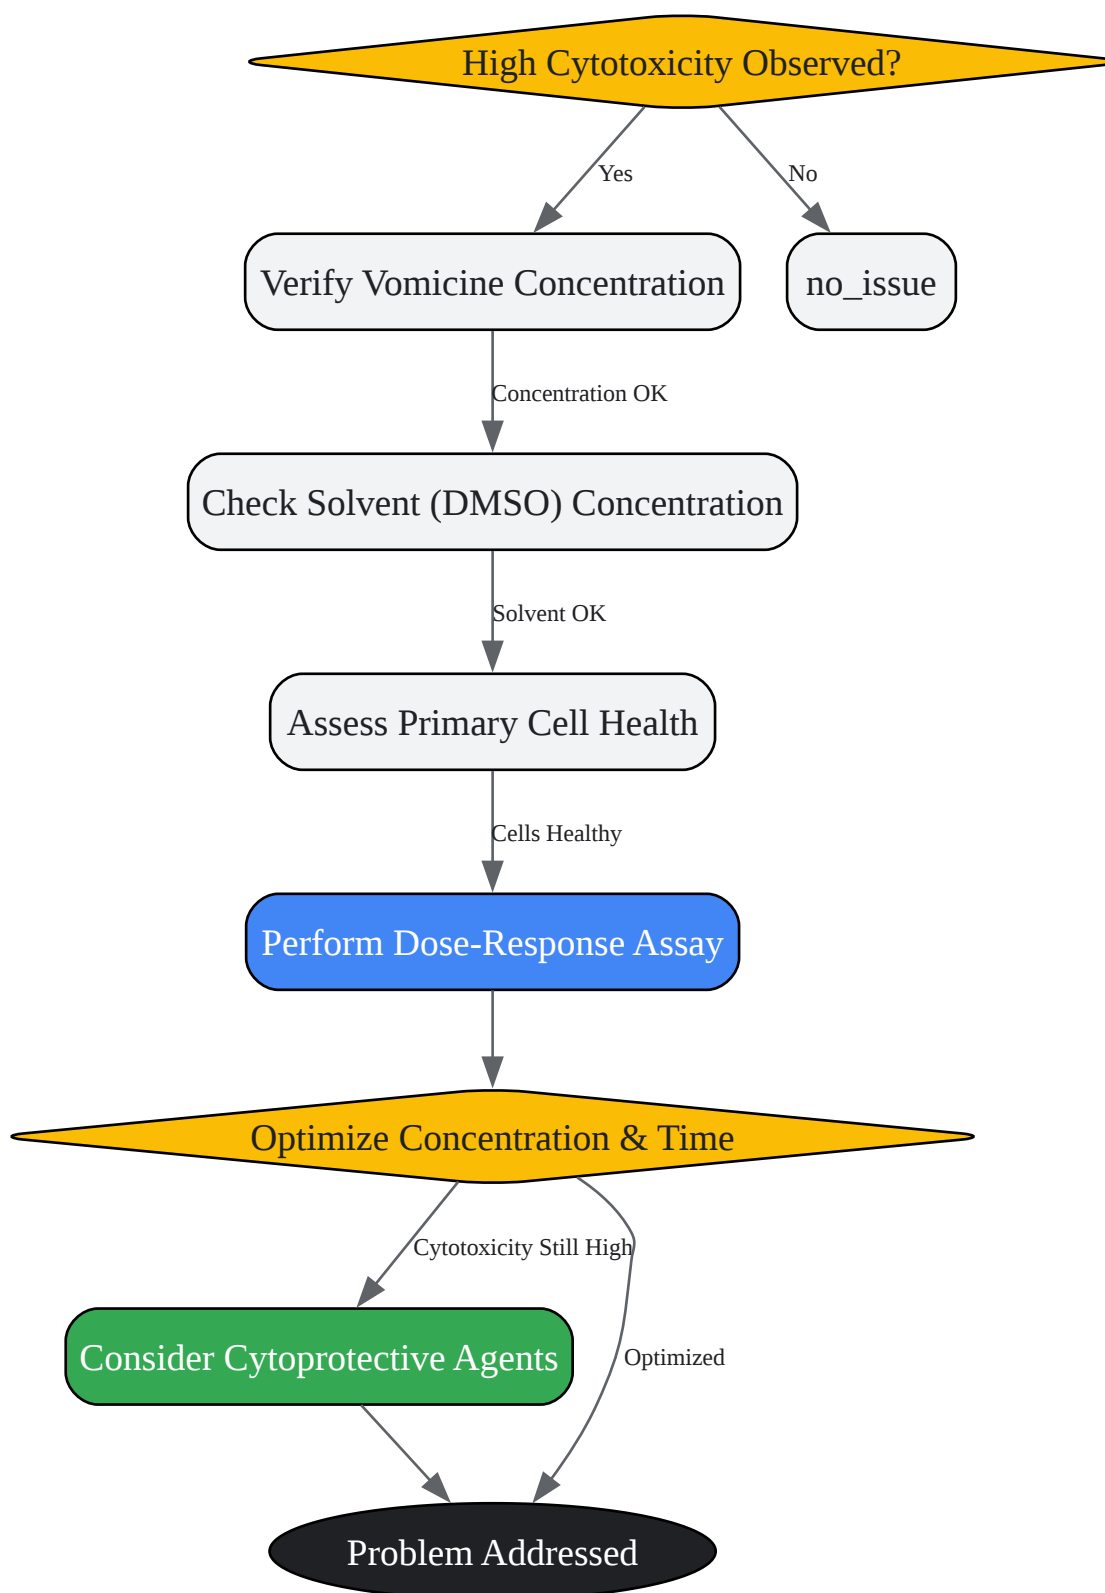 High Cytotoxicity Observed?
Yes
No
Verify Vomicine Concentration
no_issue
Concentration OK
Check Solvent (DMSO) Concentration
Solvent OK
Assess Primary Cell Health
Cells Healthy
Perform Dose-Response Assay
Optimize Concentration & Time
Cytotoxicity Still High
Consider Cytoprotective Agents
Optimized
Problem Addressed